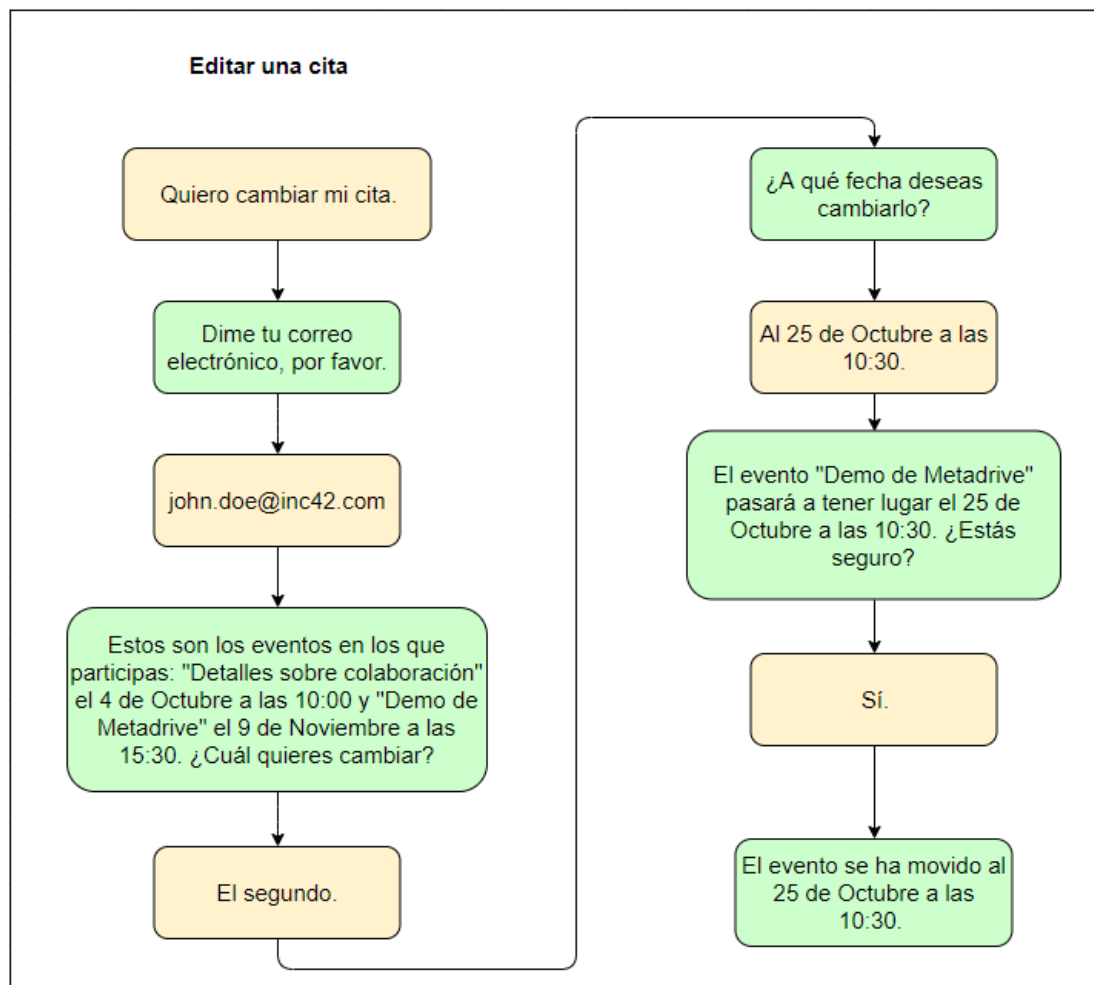 Editar una cita
Quiero cambiar mi cita.
Dime tu correo
electrónico, por favor.
john.doe@inc42.com
Estos son los eventos en los que
participas: "Detalles sobre colaboración"
el 4 de Octubre a las 10:00 y "Demo de
Metadrive" el 9 de Noviembre a las
15:30. ¿Cuál quieres cambiar?
El segundo.
¿A qué fecha deseas
cambiarlo?
Al 25 de Octubre a las
10:30.
El evento "Demo de Metadrive"
pasará a tener lugar el 25 de
Octubre a las 10:30. ¿Estás
seguro?
Sí.
El evento se ha movido al
25 de Octubre a las
10:30.